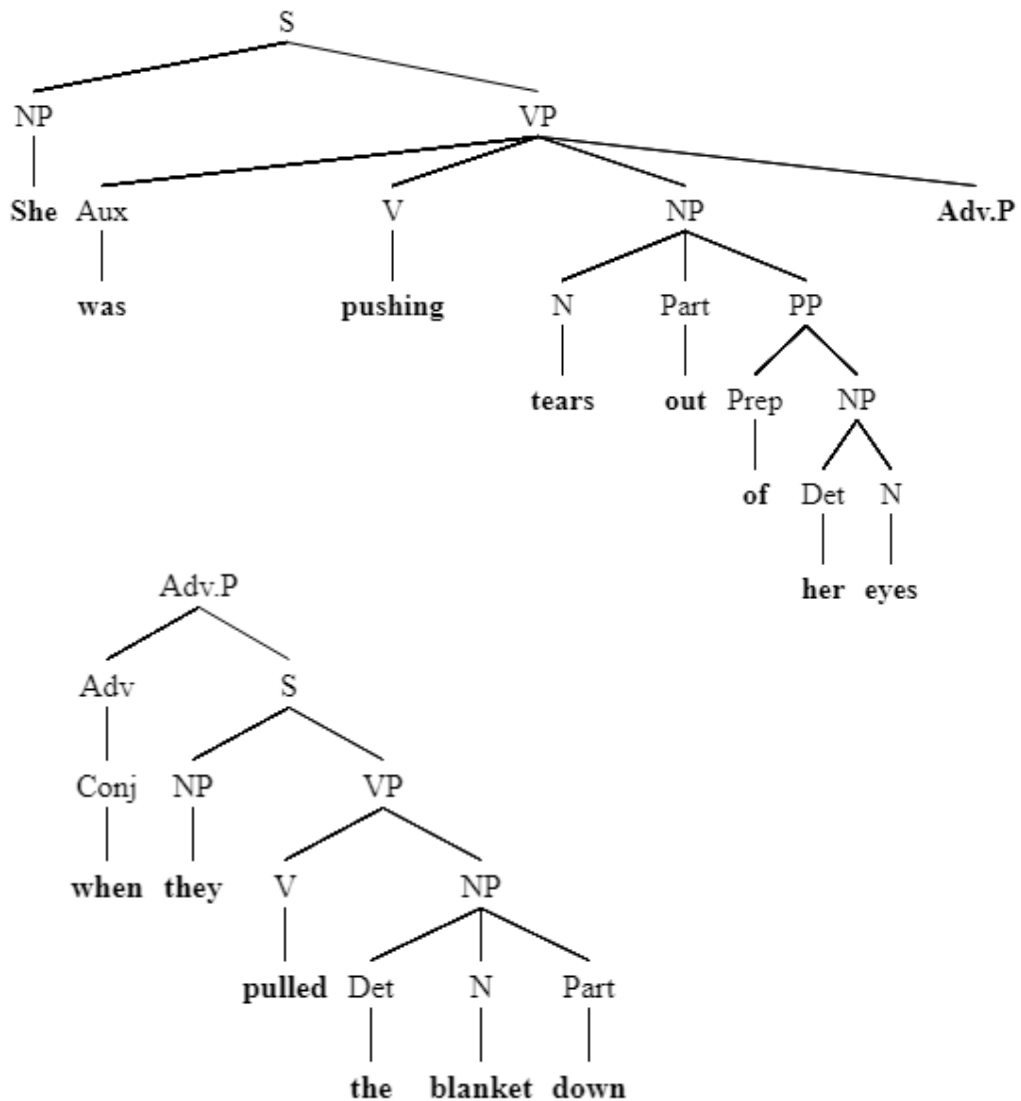 S
NP VP
She Aux V NP Adv.P
was pushing N Part PP
tears out Prep NP
of Det N
her eyes
Adv.P
Adv S
Conj NP VP
when they V NP
pulled Det N Part
the blanket down